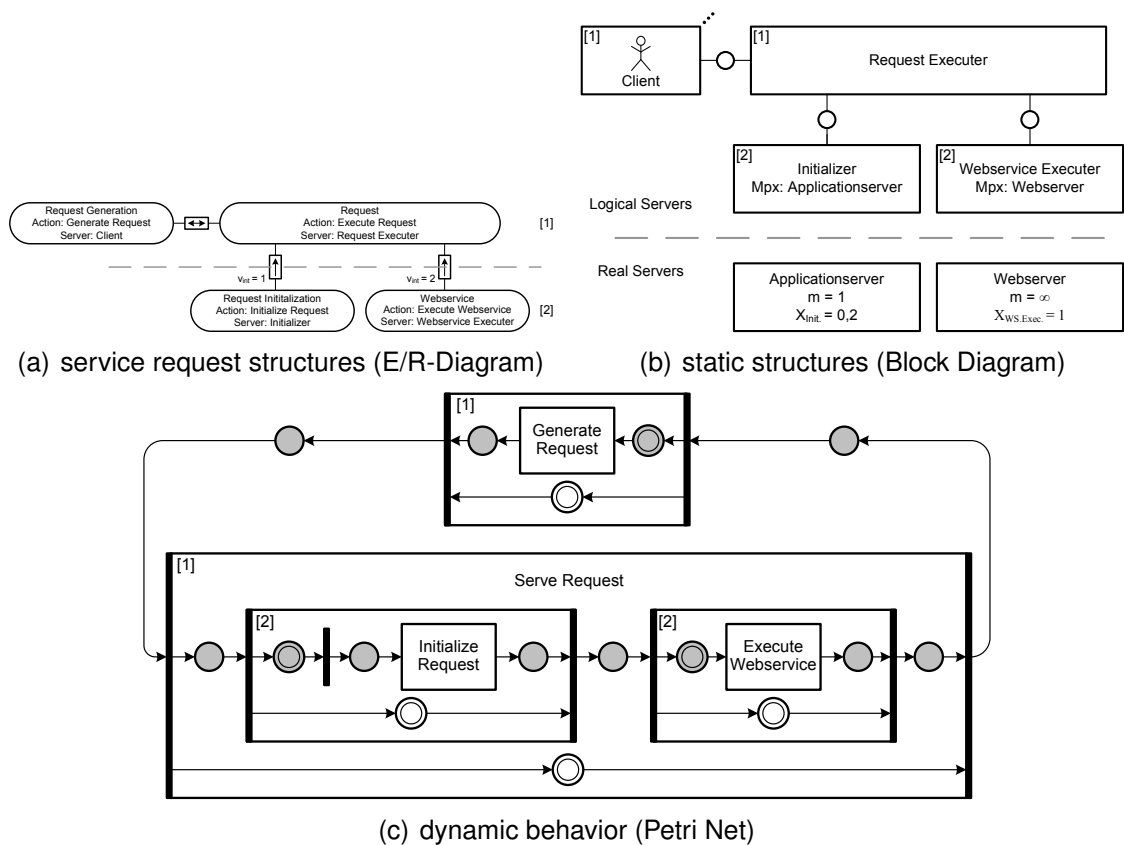 Request Generation
Action: Generate Request
Server: Client
Request
Action: Execute Request
Server: Request Executer
[1]
v_int = 1
v_int = 2
Request Inititalization
Action: Initialize Request
Server: Initializer
Webservice
Action: Execute Webservice
Server: Webservice Executer
[2]
(a) service request structures (E/R-Diagram)
[1]
Client
[1]
Request Executer
[2]
Initializer
Mpx: Applicationserver
[2]
Webservice Executer
Mpx: Webserver
Logical Servers
Real Servers
Applicationserver
m = 1
X_Init. = 0,2
Webserver
m = ∞
X_WS.Exec. = 1
(b) static structures (Block Diagram)
[1]
Generate
Request
[1]
Serve Request
[2]
Initialize
Request
[2]
Execute
Webservice
(c) dynamic behavior (Petri Net)